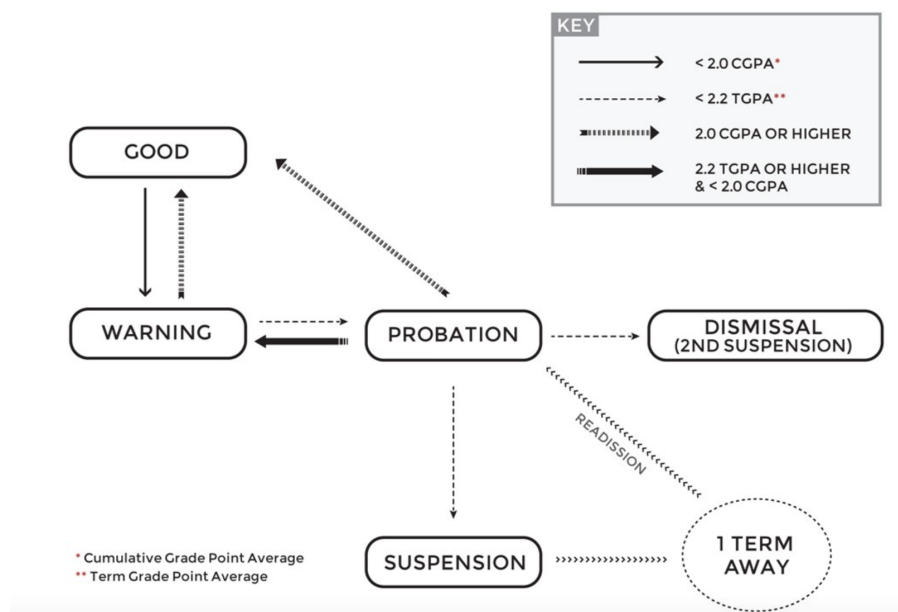 KEY
< 2.0 CGPA*
< 2.2 TGPA**
2.0 CGPA OR HIGHER
2.2 TGPA OR HIGHER
& < 2.0 CGPA
GOOD
WARNING
PROBATION
DISMISSAL
(2ND SUSPENSION)
READISSION
SUSPENSION
1 TERM
AWAY
* Cumulative Grade Point Average
** Term Grade Point Average